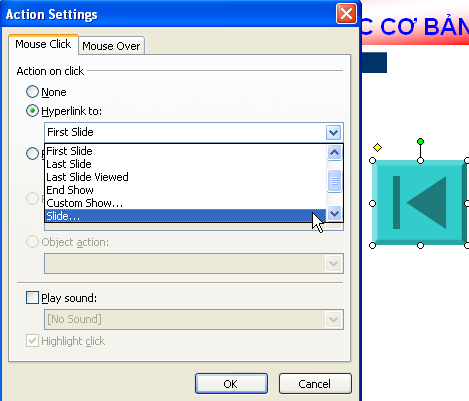 Action Settings
C CƠ BẢN
Mouse Click
Mouse Over
Action on click
None
Hyperlink to:
First Slide
First Slide
Last Slide
Last Slide Viewed
End Show
Custom Show...
Slide...
Object action:
Play sound:
[No Sound]
Highlight click
OK
Cancel